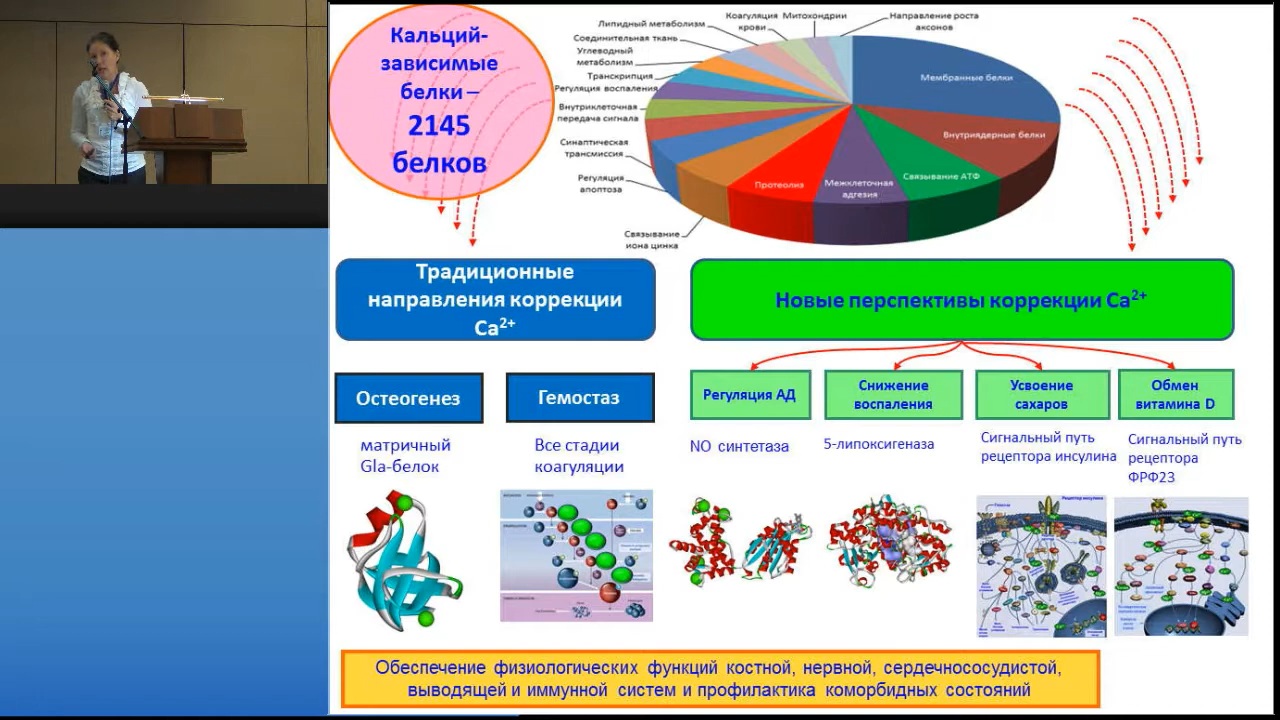 Кальций-
зависимые
белки –
2145
белков
Липидный метаболизм
Коагуляция
крови
Митохондрии
Направление роста
аксонов
Соединительная ткань
Углеводный
метаболизм
Транскрипция
Регуляция воспаления
Внутриклеточная
передача сигнала
Синаптическая
трансмиссия
Регуляция
апоптоза
Связывание
иона цинка
Протеолиз
Межклеточная
адгезия
Связывание АТФ
Внутриядерные белки
Мембранные белки
Традиционные
направления коррекции
Ca2+
Новые перспективы коррекции Ca2+
Остеогенез
Гемостаз
Регуляция АД
Снижение
воспаления
Усвоение
сахаров
Обмен
витамина D
матричный
Gla-белок
Все стадии
коагуляции
NO синтетаза
5-липоксигеназа
Сигнальный путь
рецептора инсулина
Сигнальный путь
рецептора
ФРФ23
Рецептор инсулина
Обеспечение физиологических функций костной, нервной, сердечнососудистой,
выводящей и иммунной систем и профилактика коморбидных состояний